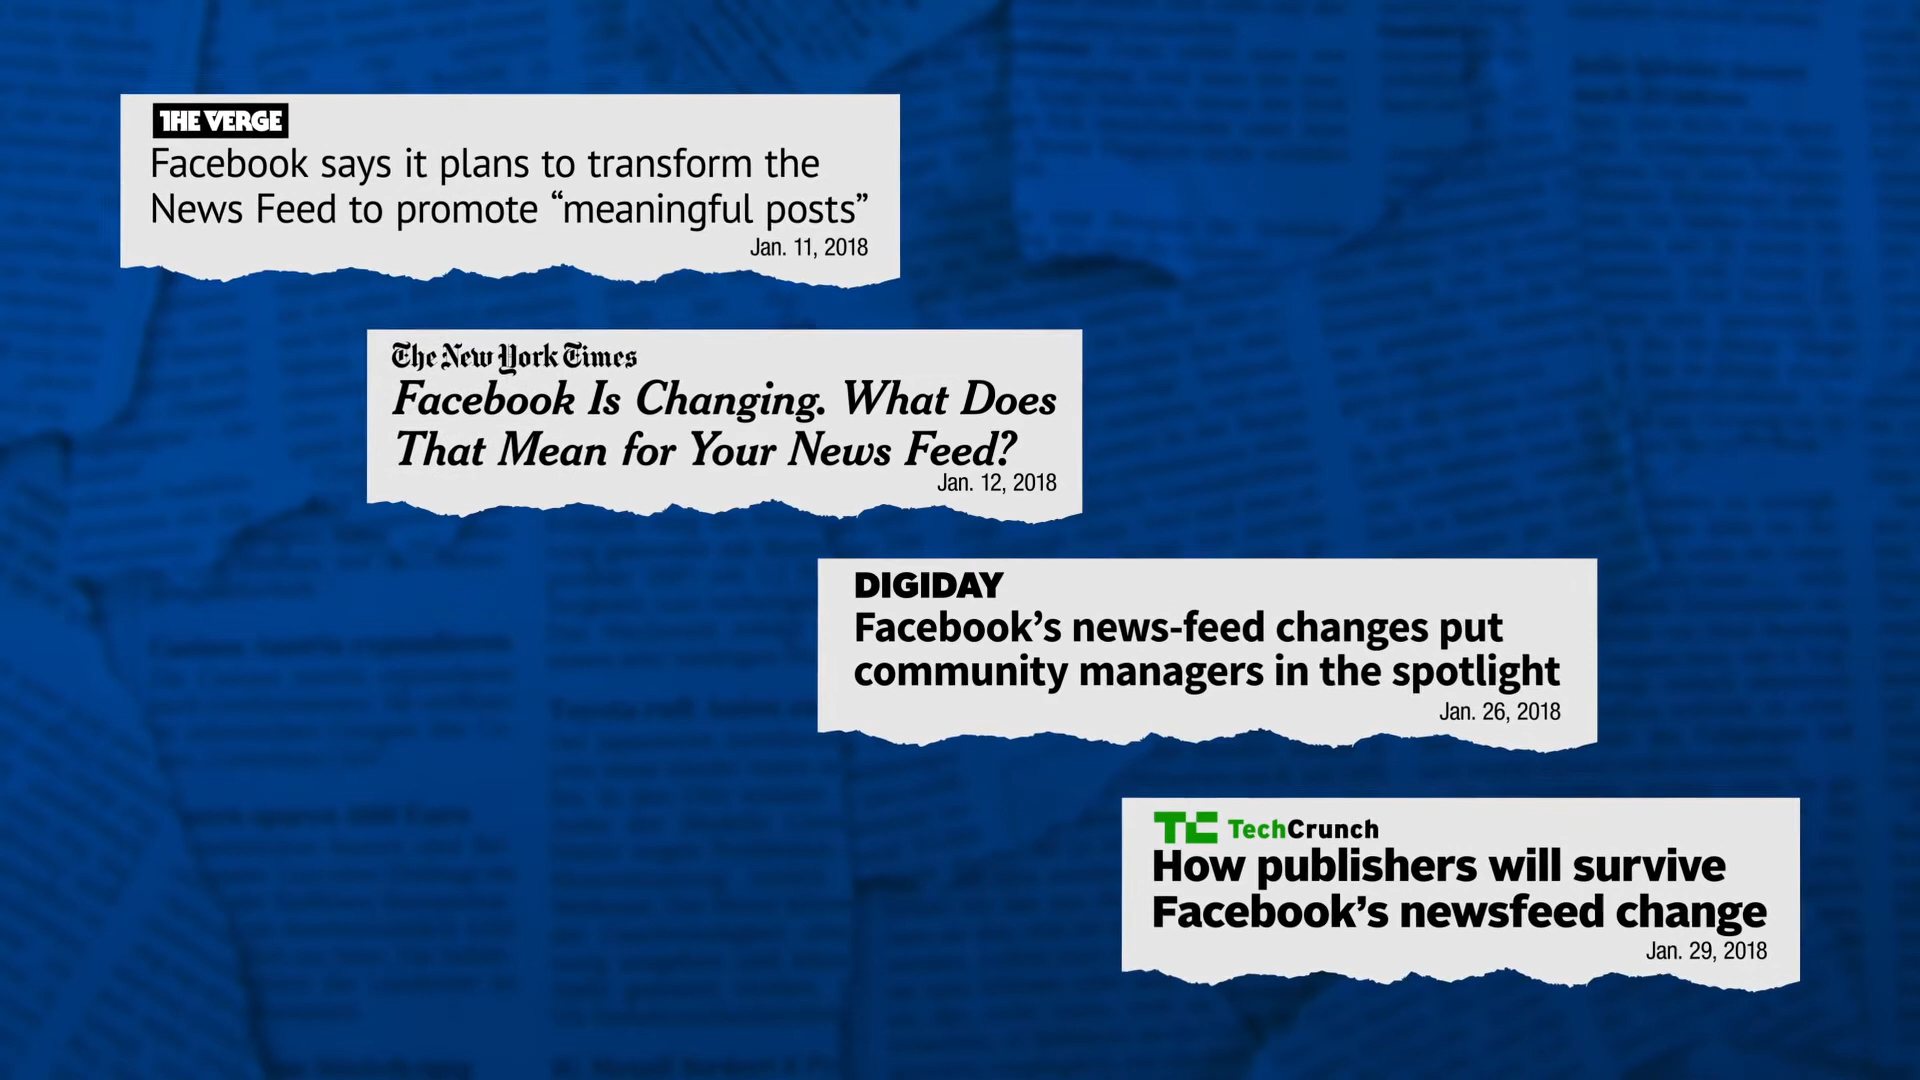 THE VERGE
Facebook says it plans to transform the
News Feed to promote “meaningful posts”
Jan. 11, 2018
The New York Times
Facebook Is Changing. What Does
That Mean for Your News Feed?
Jan. 12, 2018
DIGIDAY
Facebook’s news-feed changes put
community managers in the spotlight
Jan. 26, 2018
TC TechCrunch
How publishers will survive
Facebook’s newsfeed change
Jan. 29, 2018